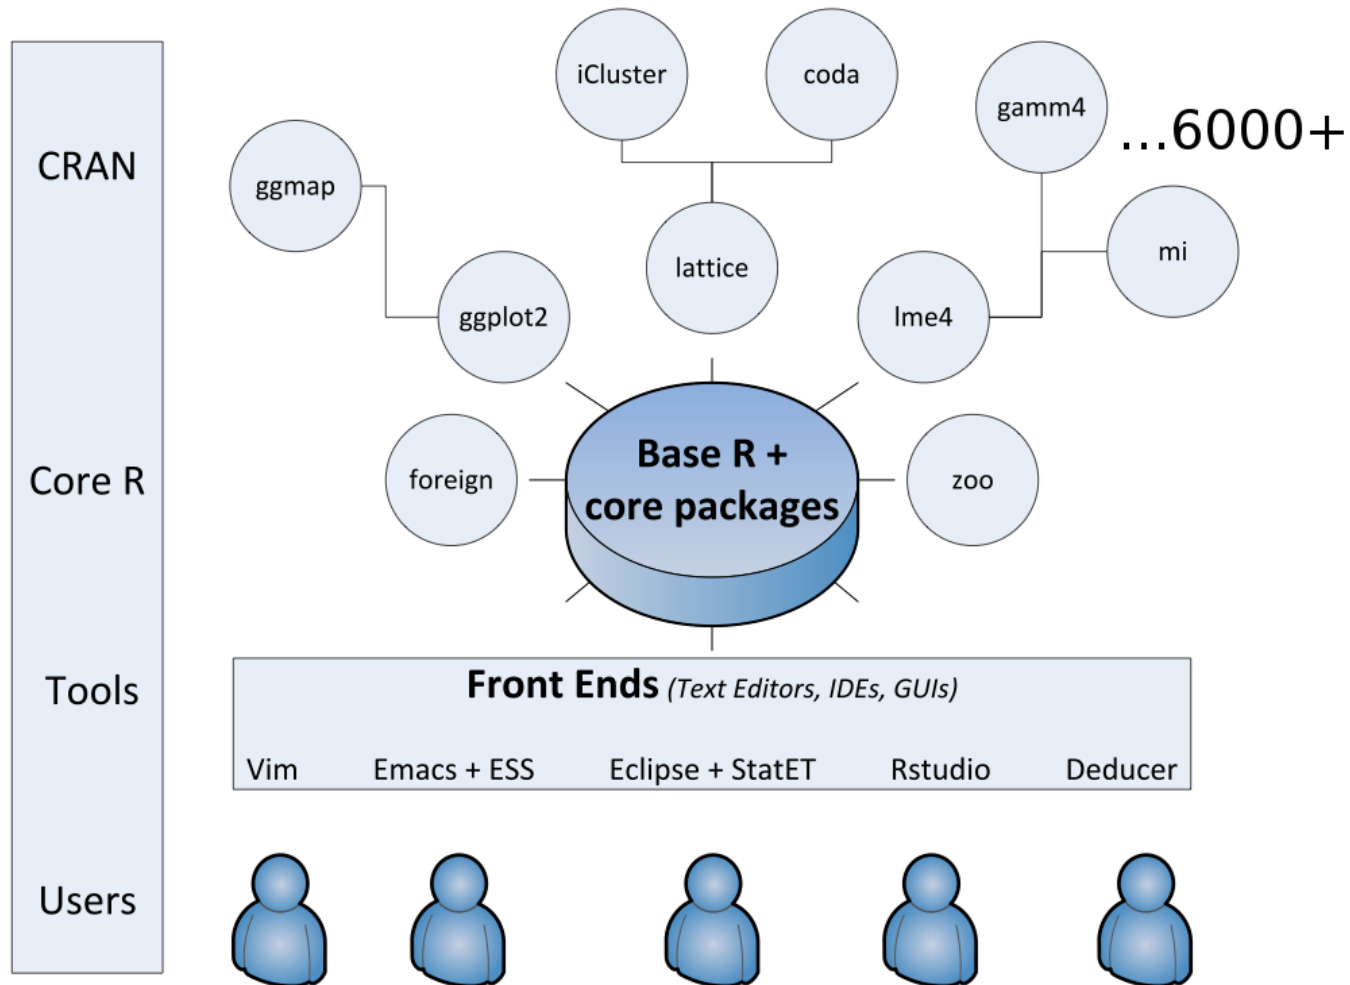 CRAN
Core R
Tools
Users
iCluster
coda
gamm4
...6000+
ggmap
mi
lattice
ggplot2
lme4
foreign
Base R +
core packages
zoo
Front Ends (Text Editors, IDEs, GUIs)
Vim
Emacs + ESS
Eclipse + StatET
Rstudio
Deducer